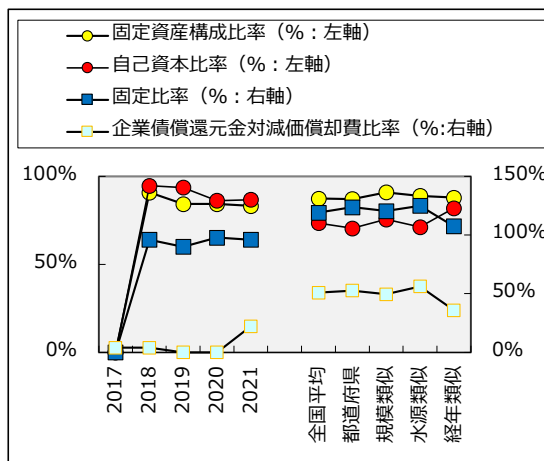 固定資産構成比率（%：左軸）
自己資本比率（%：左軸）
固定比率（%：右軸）
企業債償還元金対減価償却費比率（%:右軸）
100%
150%
100%
50%
50%
0%
0%
2017
2018
2019
2020
2021
全国平均
都道府県
規模類似
水源類似
経年類似